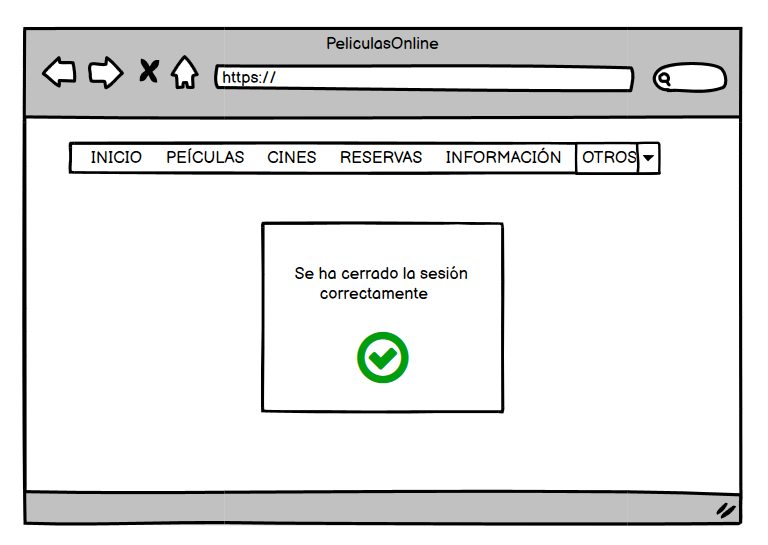 PeliculasOnline
https://
INICIO PEÍCULAS CINES RESERVAS INFORMACIÓN OTROS
Se ha cerrado la sesión
correctamente